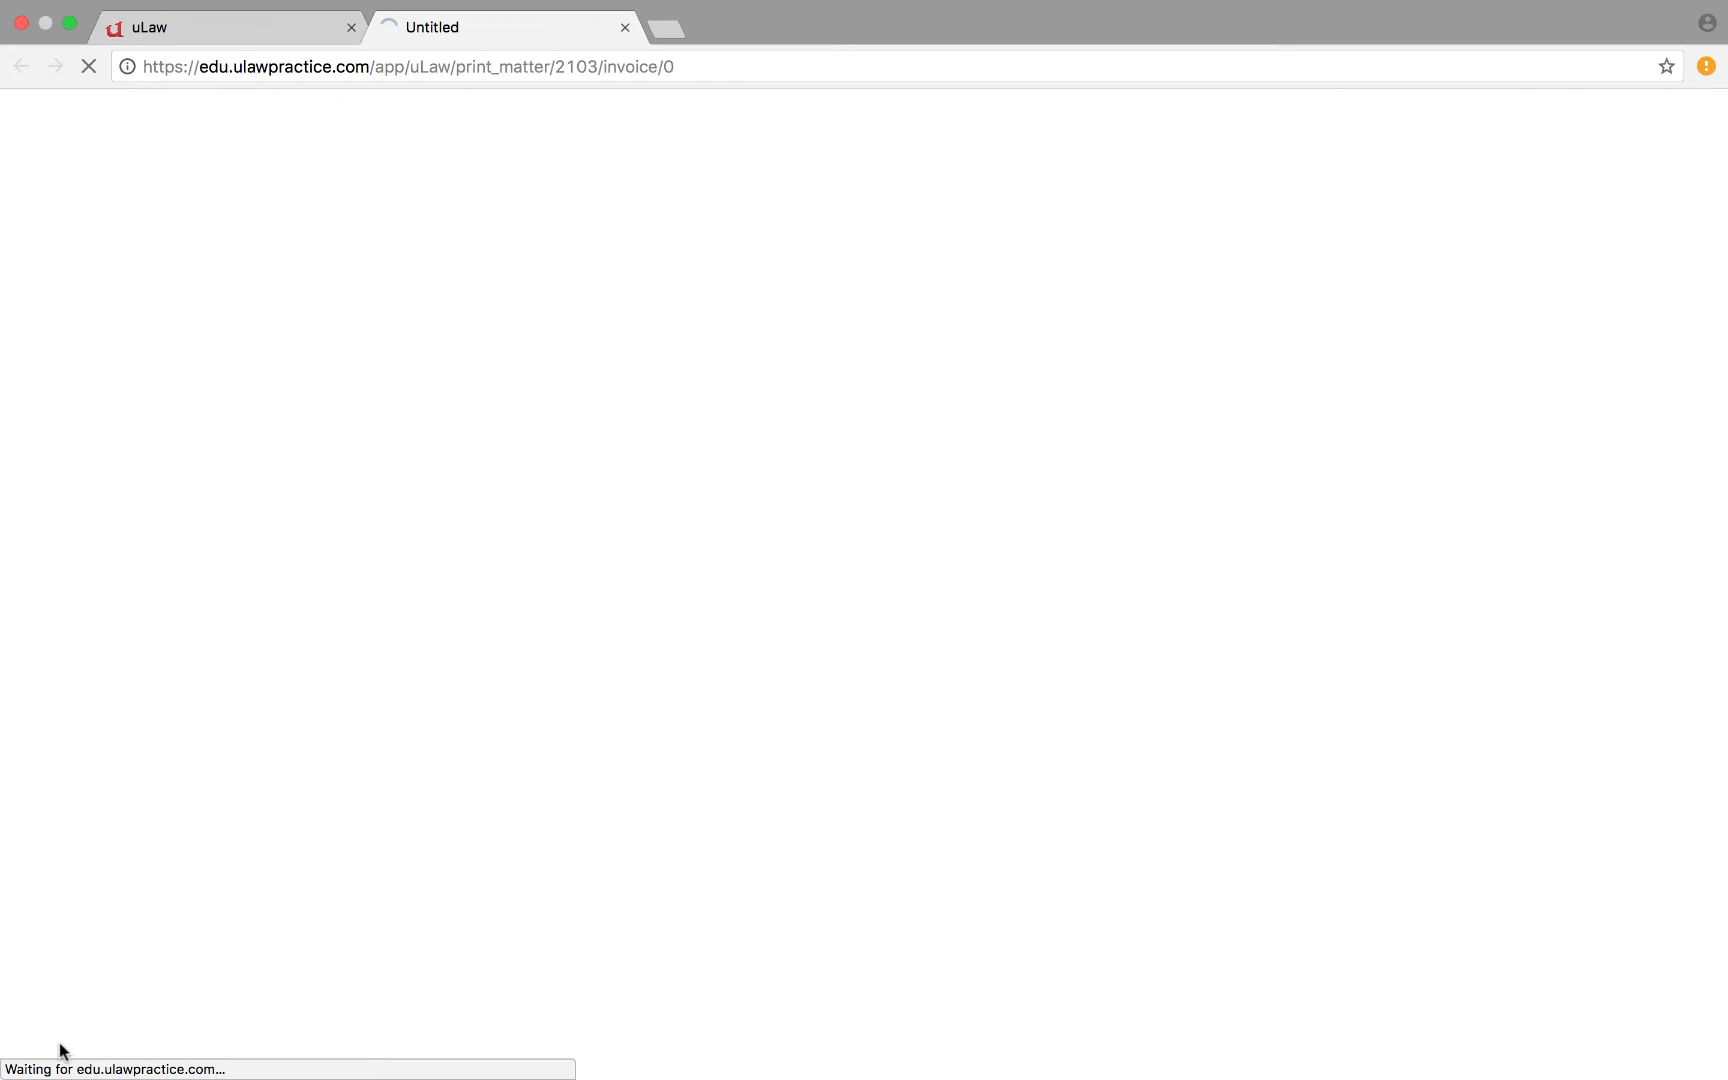 uLaw
Untitled
https://edu.ulawpractice.com/app/uLaw/print_matter/2103/invoice/0
Waiting for edu.ulawpractice.com...